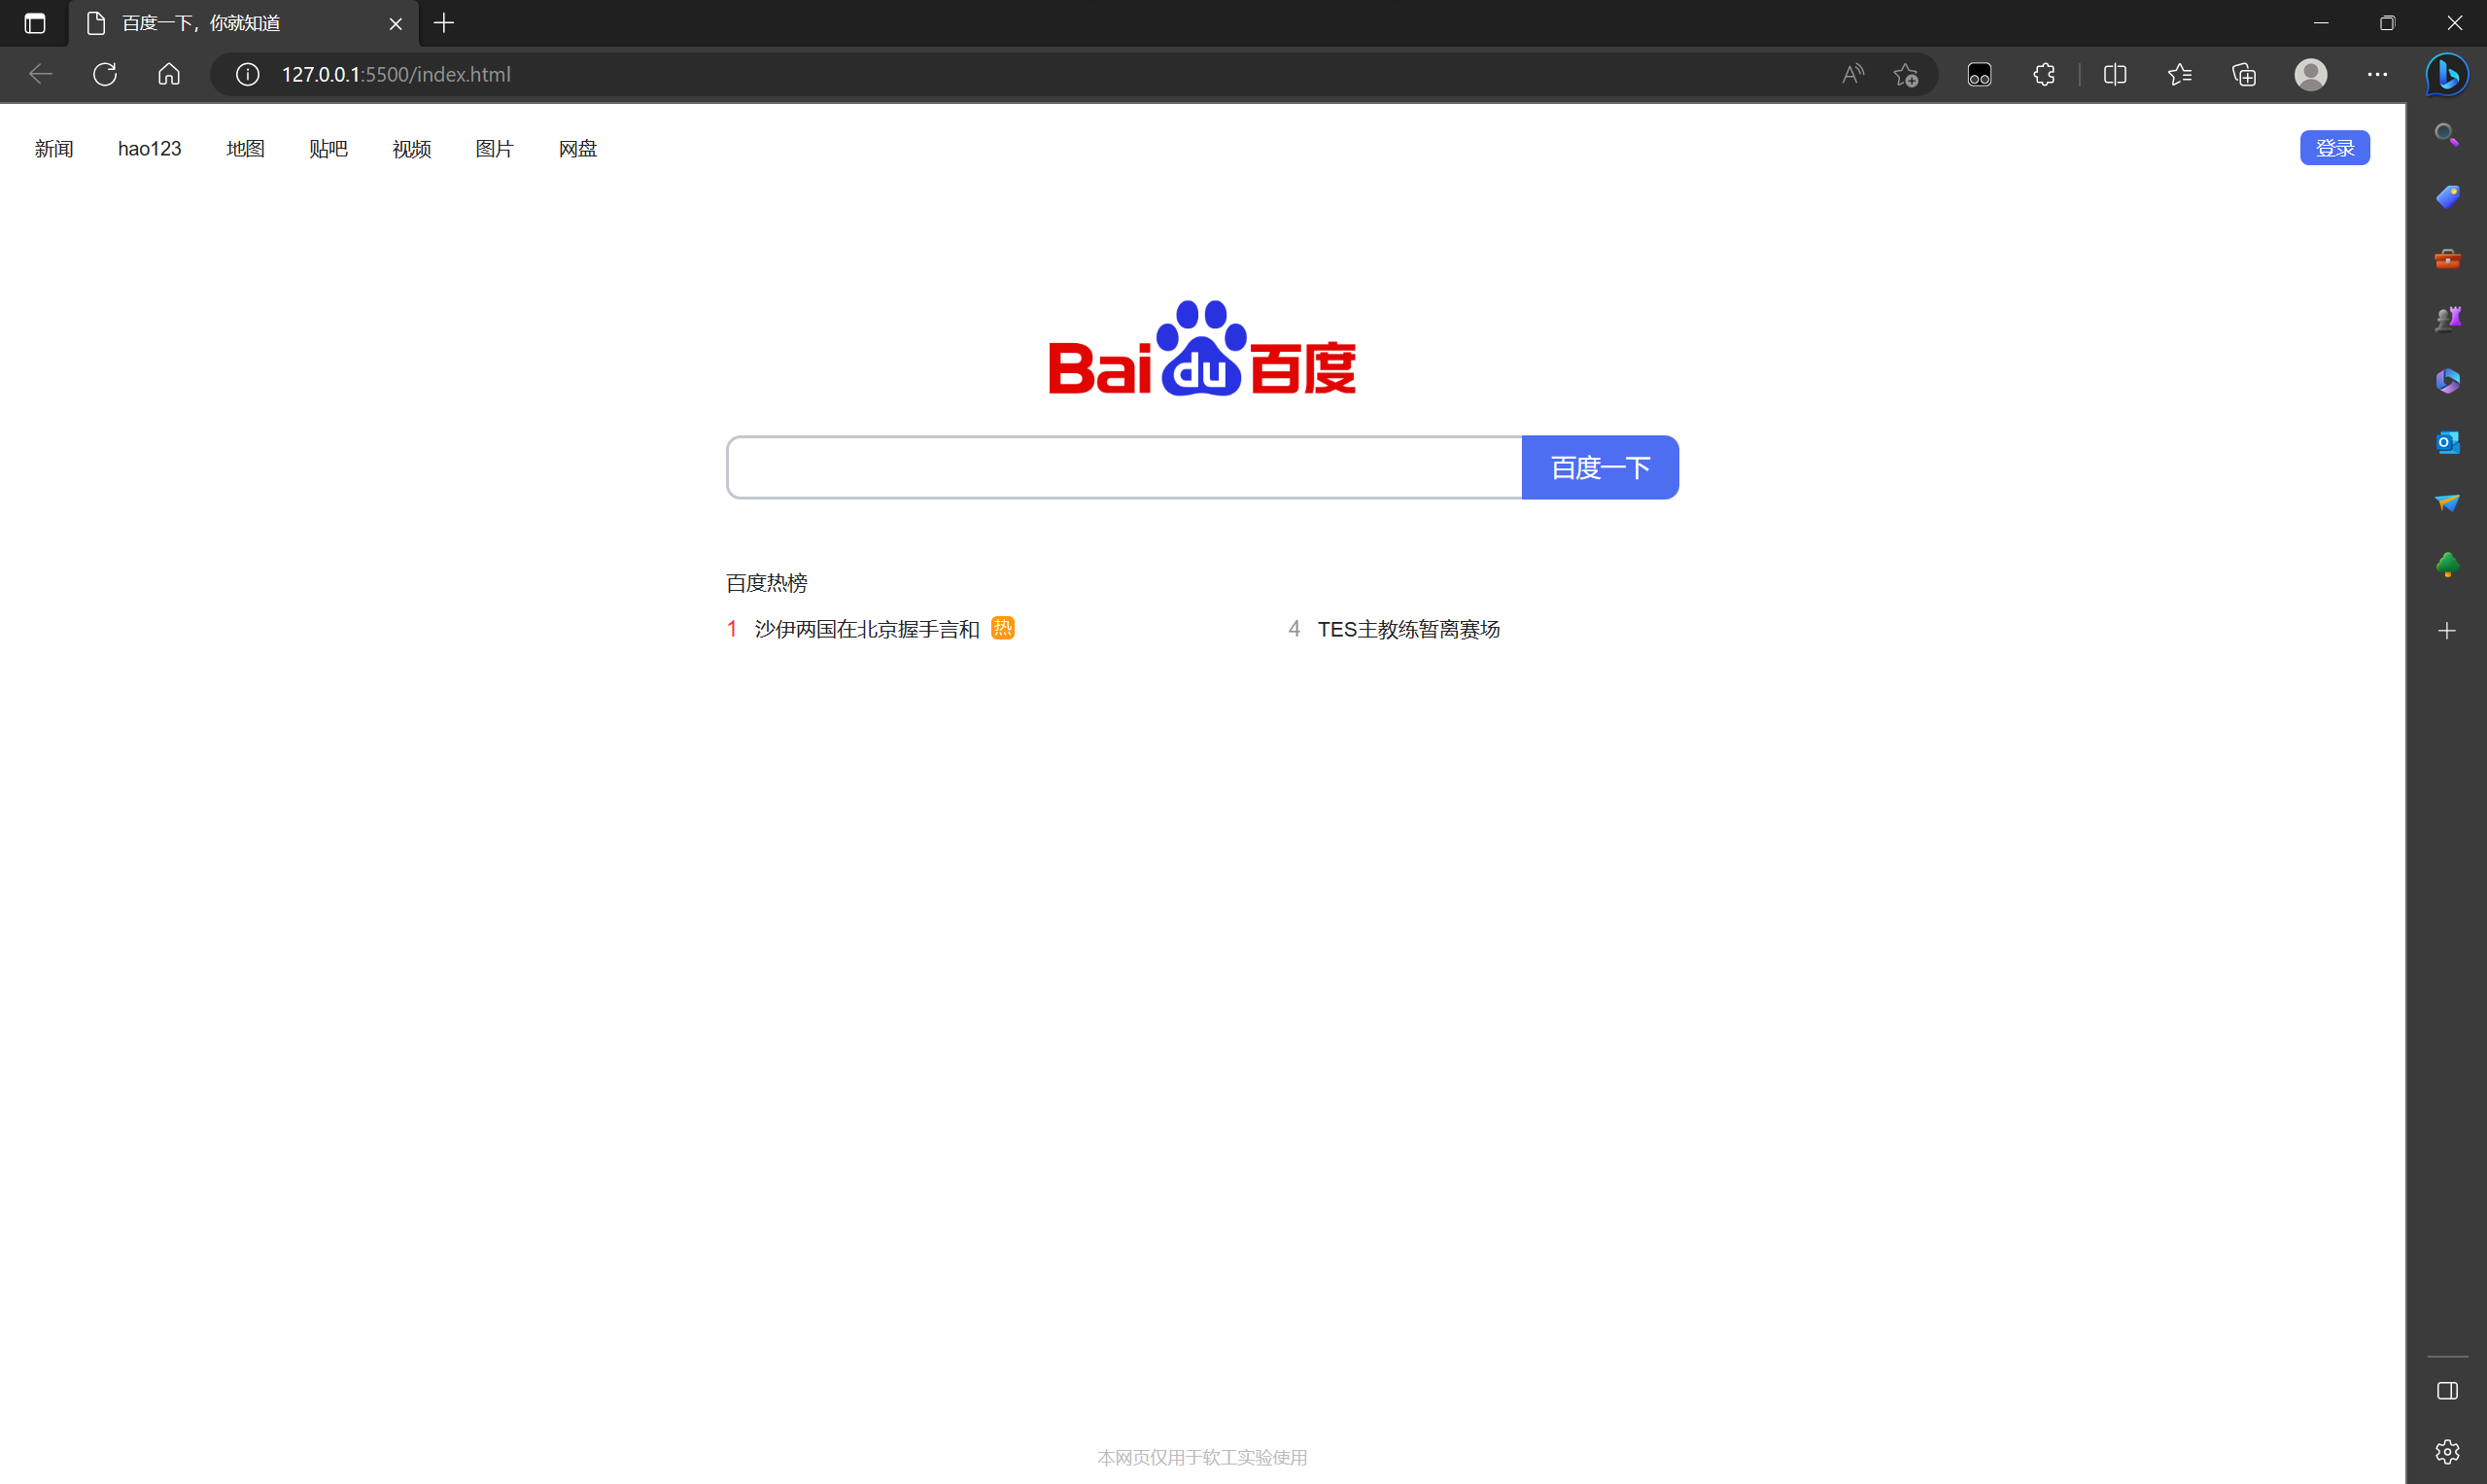 百度一下，你就知道
127.0.0.1:5500/index.html
新闻 hao123 地图 贴吧 视频 图片 网盘 登录
Bai du 百度
百度一下
百度热榜
1 沙伊两国在北京握手言和 热 4 TES主教练暂离赛场
本网页仅用于软工实验使用